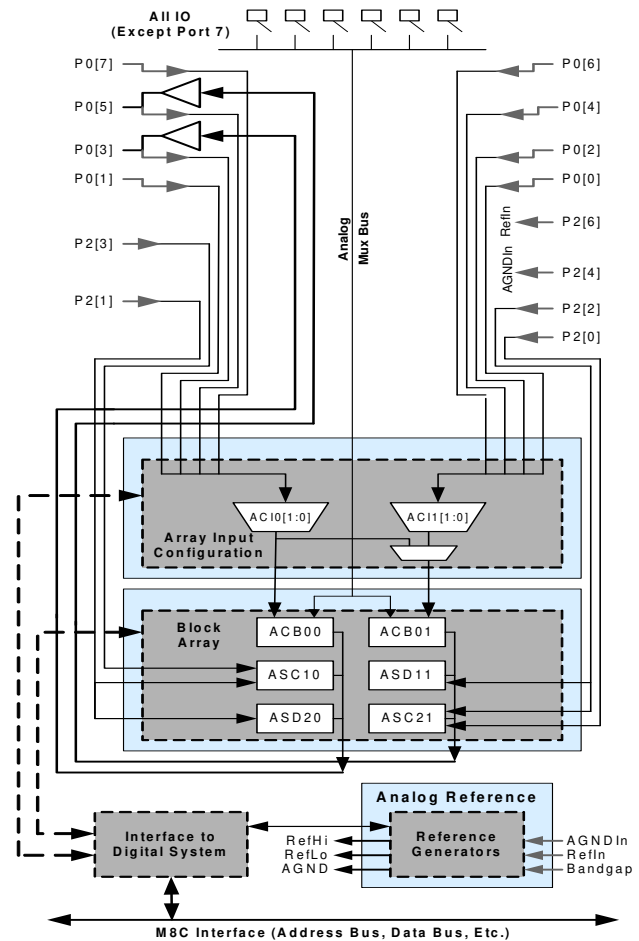 All IO
(Except Port 7)
P0[7]
P0[5]
P0[3]
P0[1]
P2[3]
P2[1]
P0[6]
P0[4]
P0[2]
P0[0]
P2[6]
P2[4]
P2[2]
P2[0]
AGNDIn RefIn
Analog
Mux Bus
ACI0[1:0]
ACI1[1:0]
Array Input
Configuration
Block
Array
ACB00
ACB01
ASC10
ASD11
ASD20
ASC21
Analog Reference
Interface to
Digital System
RefHi
RefLo
AGND
Reference
Generators
AGNDIn
RefIn
Bandgap
M8C Interface (Address Bus, Data Bus, Etc.)